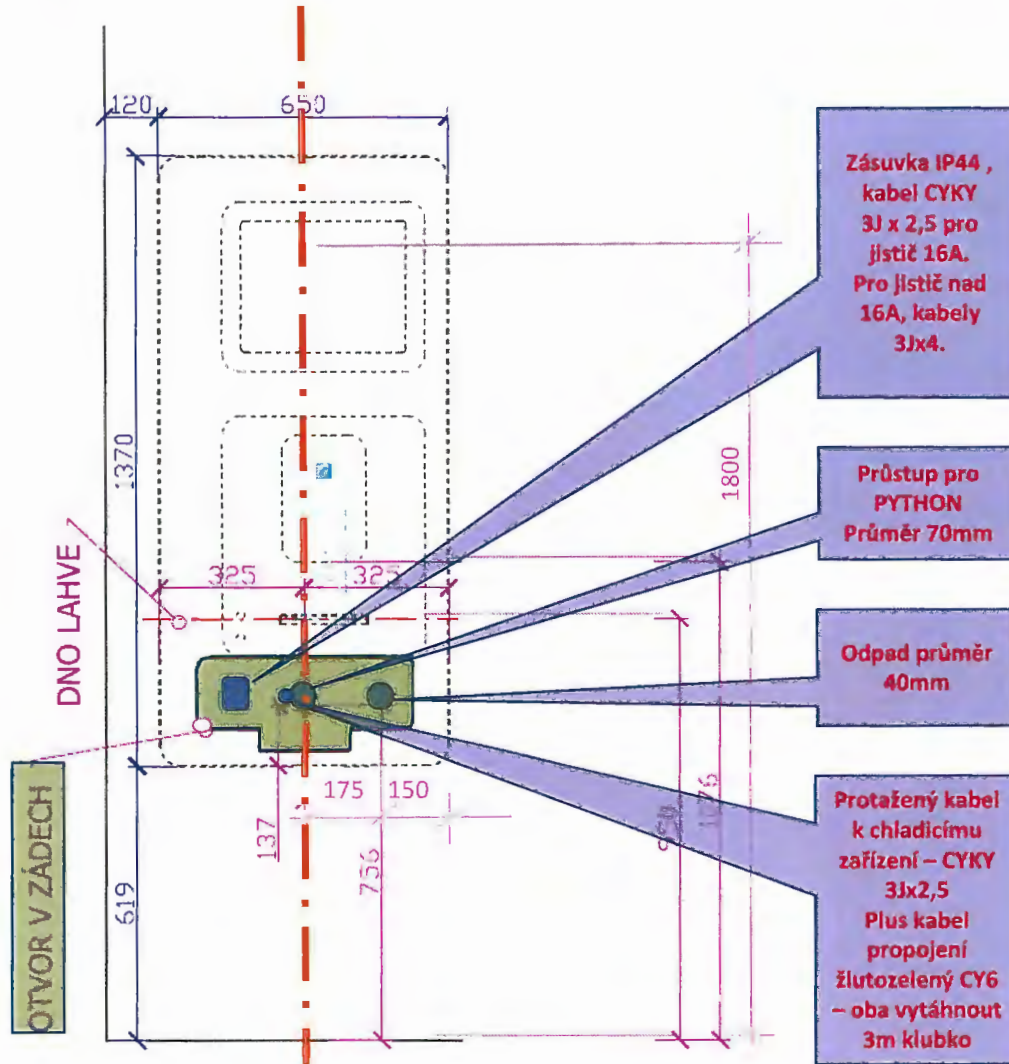 120
650
Zásuvka IP44 ,
kabel CYKY
3J x 2,5 pro
jistič 16A.
Pro jistič nad
16A, kabely
3Jx4.
1370
1800
Průstup pro
PYTHON
Průměr 70mm
DNO LAHVE
325
325
Odpad průměr
40mm
OTVOR V ZÁDECH
619
137
175
150
756
1076
Protažený kabel
k chladicímu
zařízení – CYKY
3Jx2,5
Plus kabel
propojení
žlutozelený CY6
– oba vytáhnout
3m klubko